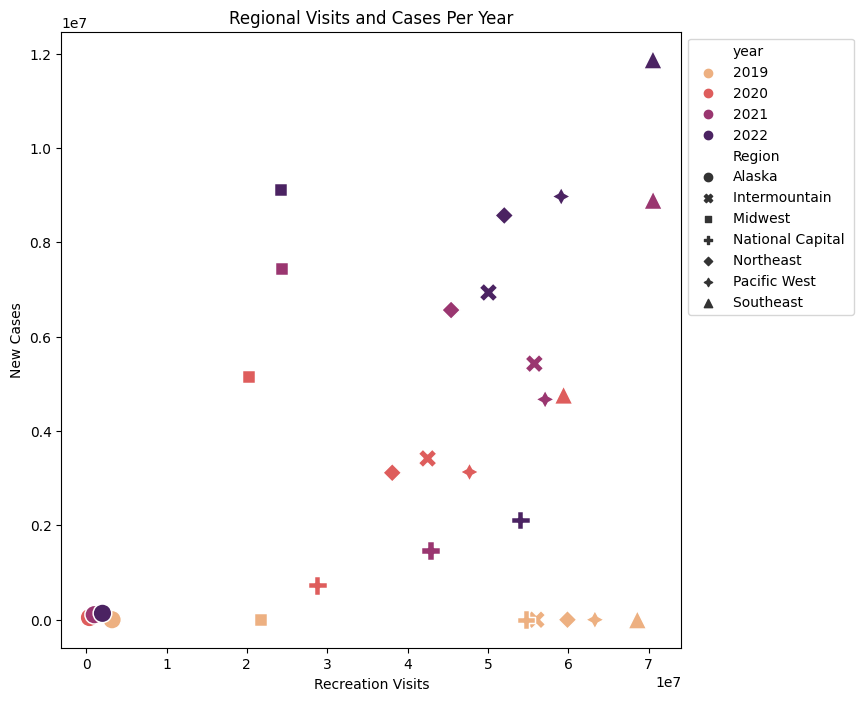 Regional Visits and Cases Per Year
1e7
1.2
1.0
0.8
0.6
0.4
0.2
0.0
New Cases
0 1 2 3 4 5 6 7
1e7
Recreation Visits
year
2019
2020
2021
2022
Region
Alaska
Intermountain
Midwest
National Capital
Northeast
Pacific West
Southeast